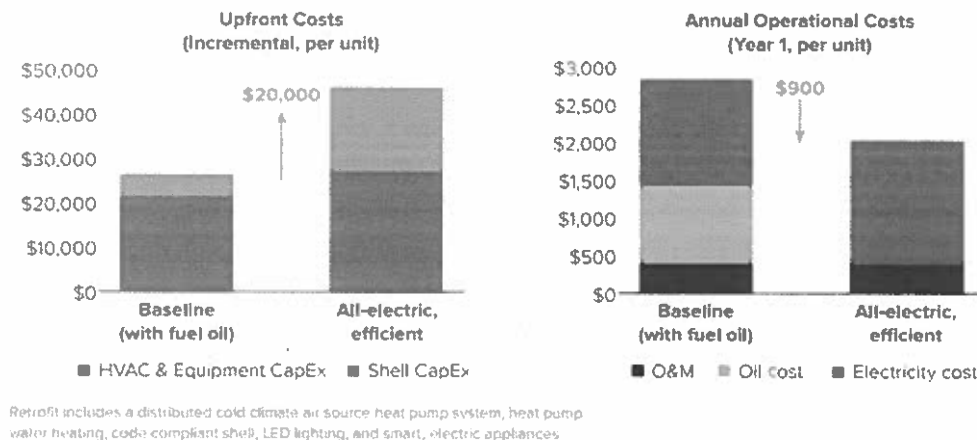 Upfront Costs
(Incremental, per unit)
$50,000
$40,000
$30,000
$20,000
$10,000
$0
$20,000
Baseline
(with fuel oil)
All-electric,
efficient
HVAC & Equipment CapEx
Shell CapEx
Annual Operational Costs
(Year 1, per unit)
$3,000
$2,500
$2,000
$1,500
$1,000
$500
$0
$900
Baseline
(with fuel oil)
All-electric,
efficient
O&M
Oil cost
Electricity cost
Retrofit includes a distributed cold climate air source heat pump system, heat pump
water heating, code compliant shell, LED lighting, and smart, electric appliances